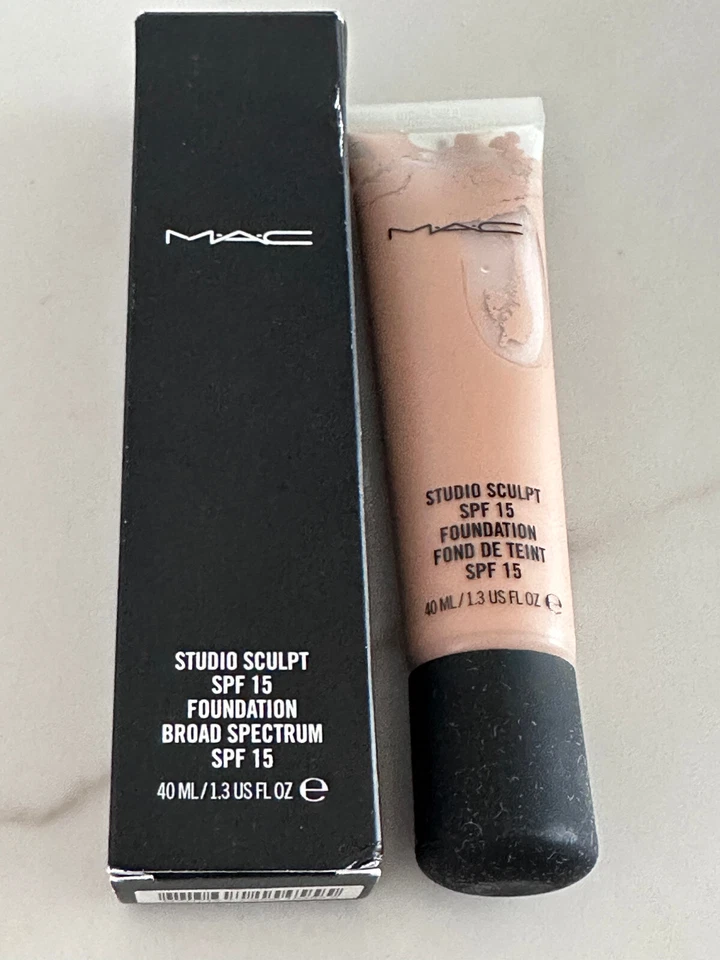 M·A·C
STUDIO SCULPT
SPF 15
FOUNDATION
BROAD SPECTRUM
SPF 15
40 ML / 1.3 US FL OZ ℮
M·A·C
STUDIO SCULPT
SPF 15
FOUNDATION
FOND DE TEINT
SPF 15
40 ML / 1.3 US FL OZ ℮